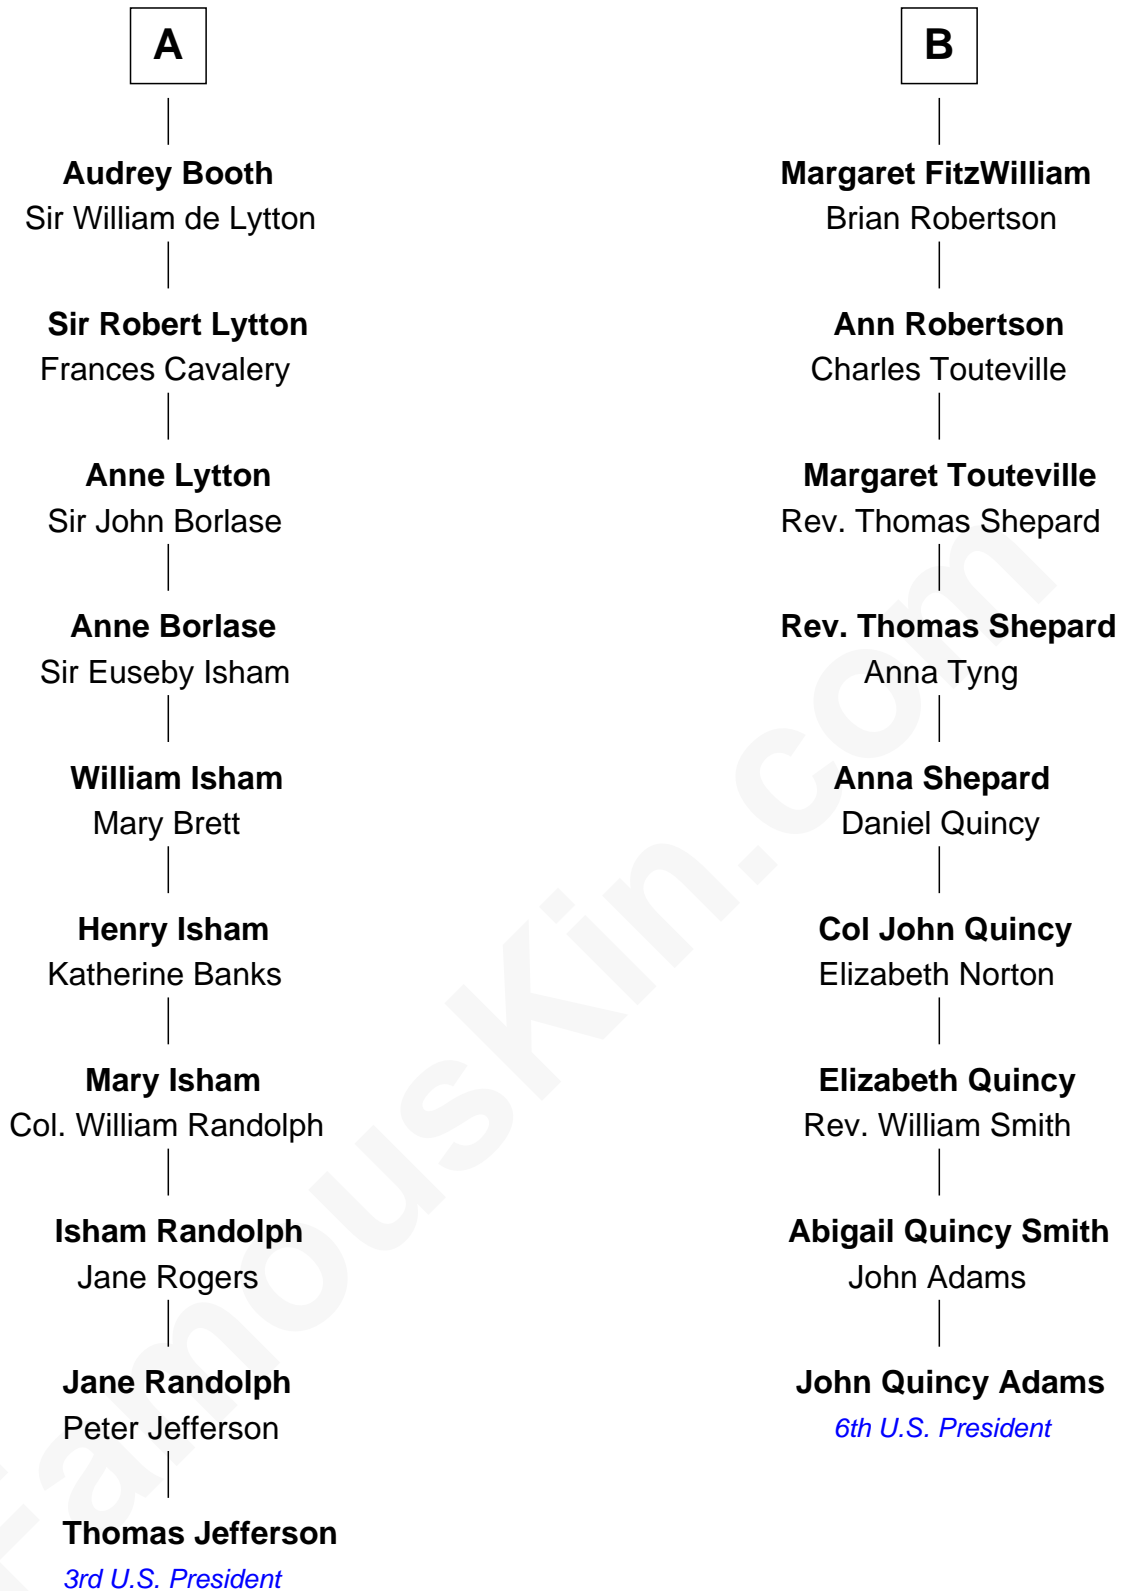 A
Audrey Booth
Sir William de Lytton
Sir Robert Lytton
Frances Cavalery
Anne Lytton
Sir John Borlase
Anne Borlase
Sir Euseby Isham
William Isham
Mary Brett
Henry Isham
Katherine Banks
Mary Isham
Col. William Randolph
Isham Randolph
Jane Rogers
Jane Randolph
Peter Jefferson
Thomas Jefferson
3rd U.S. President
B
Margaret FitzWilliam
Brian Robertson
Ann Robertson
Charles Touteville
Margaret Touteville
Rev. Thomas Shepard
Rev. Thomas Shepard
Anna Tyng
Anna Shepard
Daniel Quincy
Col John Quincy
Elizabeth Norton
Elizabeth Quincy
Rev. William Smith
Abigail Quincy Smith
John Adams
John Quincy Adams
6th U.S. President
FamousKin.com